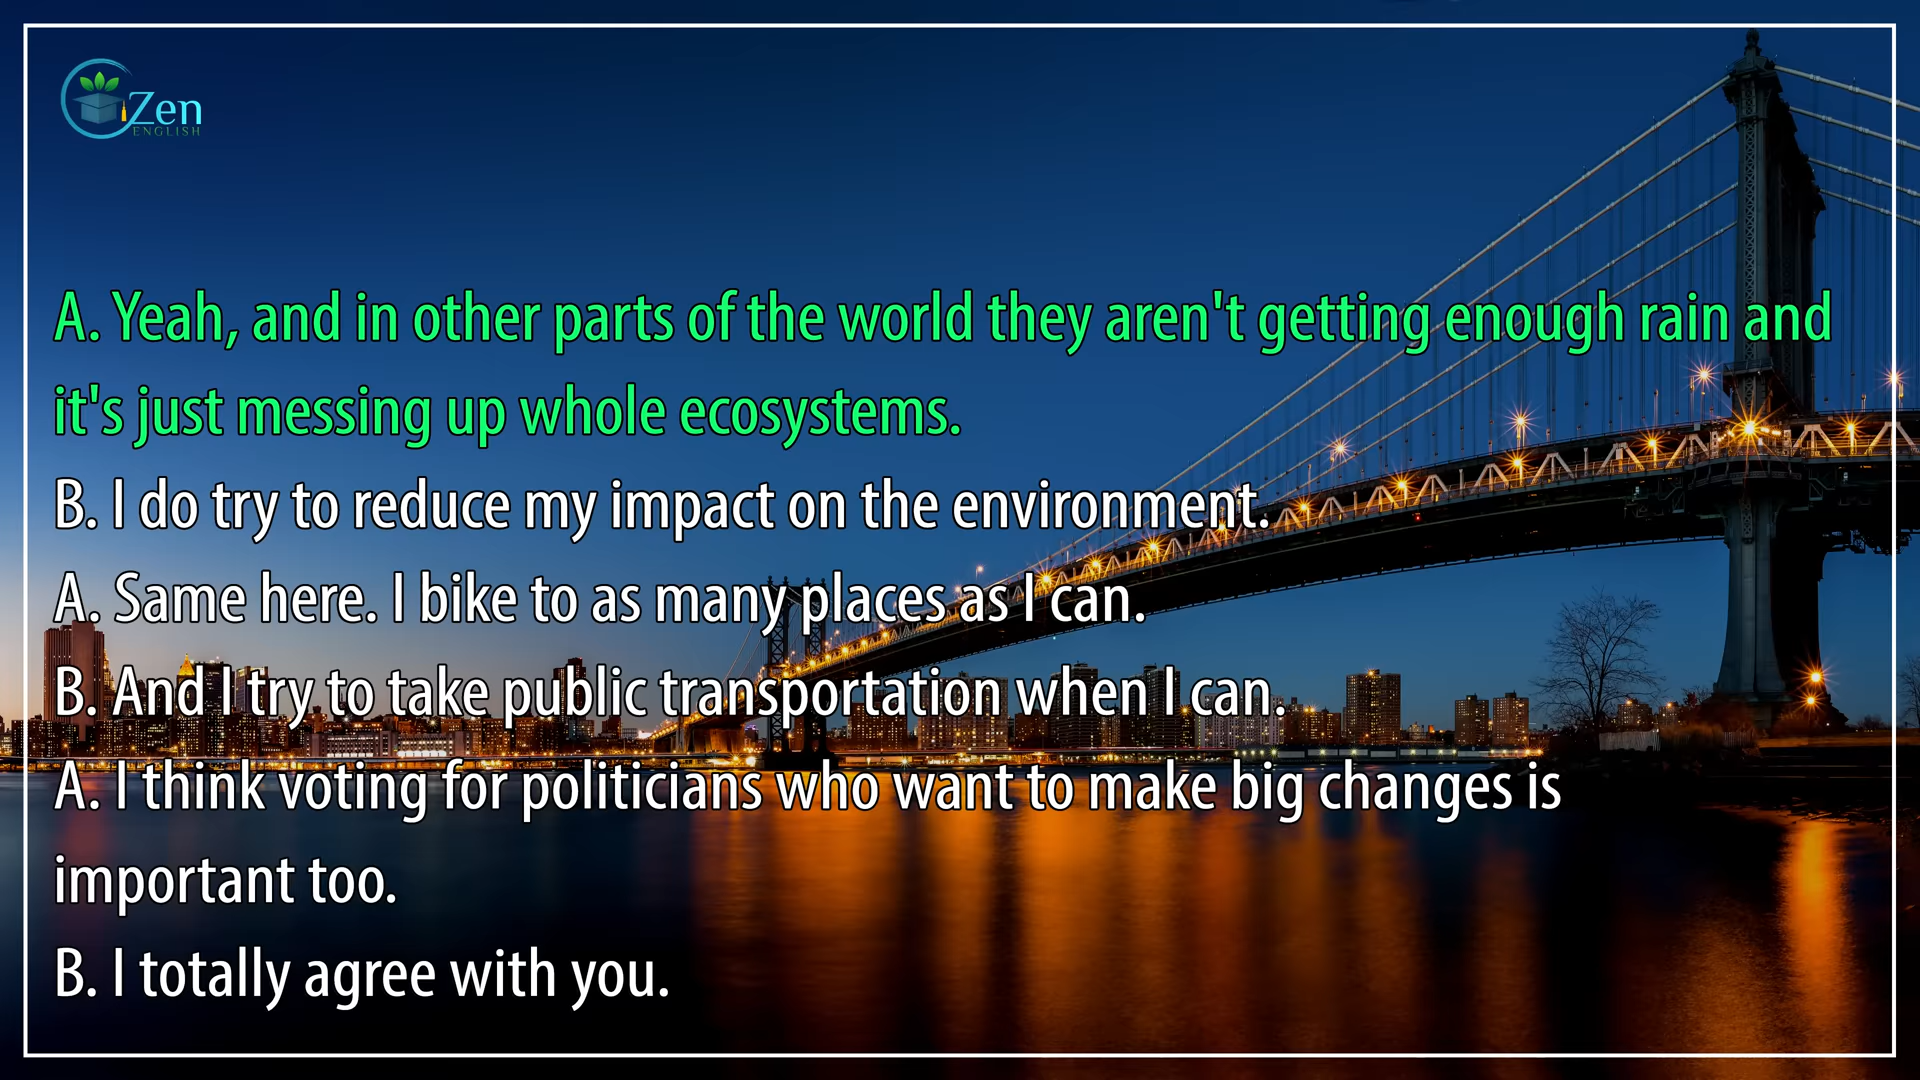 Zen
ENGLISH
A. Yeah, and in other parts of the world they aren't getting enough rain and
it's just messing up whole ecosystems.
B. I do try to reduce my impact on the environment.
A. Same here. I bike to as many places as I can.
B. And I try to take public transportation when I can.
A. I think voting for politicians who want to make big changes is
important too.
B. I totally agree with you.